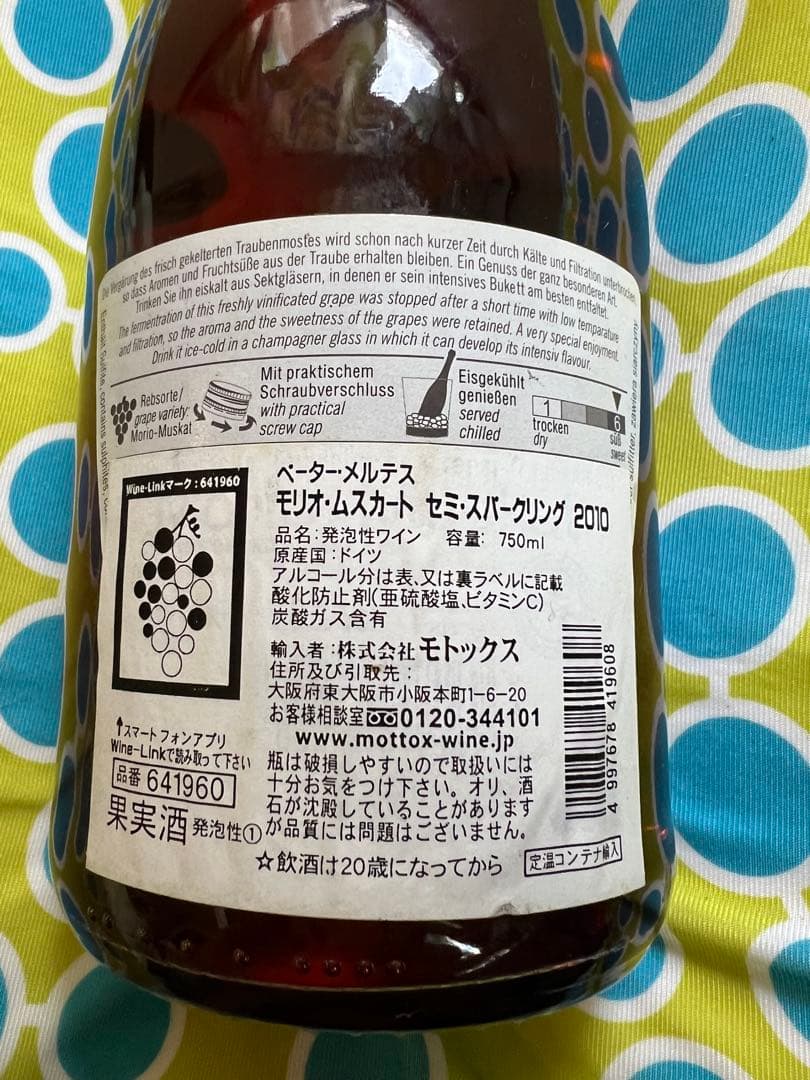 Die Vergärung des frisch gekelterten Traubenmostes wird schon nach kurzer Zeit durch Kälte und Filtration unterbrochen,
so dass Aromen und Fruchtsüße aus der Traube erhalten bleiben. Ein Genuss der ganz besonderen Art.
Trinken Sie ihn eiskalt aus Sektgläsern, in denen er sein intensives Bukett am besten entfaltet.
The fermentation of this freshly vinificated grape was stopped after a short time with low temparature
and filtration, so the aroma and the sweetness of the grapes were retained. A very special enjoyment.
Drink it ice-cold in a champagner glass in which it can develop its intensiv flavour.
Enthält Sulfite, contains sulphites,
Rebsorte/
grape variety:
Morio-Muskat
Mit praktischem
Schraubverschluss
with practical
screw cap
Eisgekühlt
genießen
served
chilled
1
6
trocken
dry
süß
sweet
Wine-Linkマーク:641960
ペーター・メルテス
モリオ・ムスカート セミ・スパークリング 2010
品名:発泡性ワイン 容量: 750ml
原産国:ドイツ
アルコール分は表、又は裏ラベルに記載
酸化防止剤(亜硫酸塩、ビタミンC)
炭酸ガス含有
輸入者:株式会社モトックス
住所及び引取先:
大阪府東大阪市小阪本町1-6-20
お客様相談室0120-344101
www.mottox-wine.jp
↑スマートフォンアプリ
Wine-Linkで読み取って下さい
品番 641960
果実酒 発泡性①
瓶は破損しやすいので取扱いには
十分お気をつけ下さい。オリ、酒
石が沈殿していることがあります
が品質には問題はございません。
☆飲酒は20歳になってから
定温コンテナ輸入
4 997678 419608